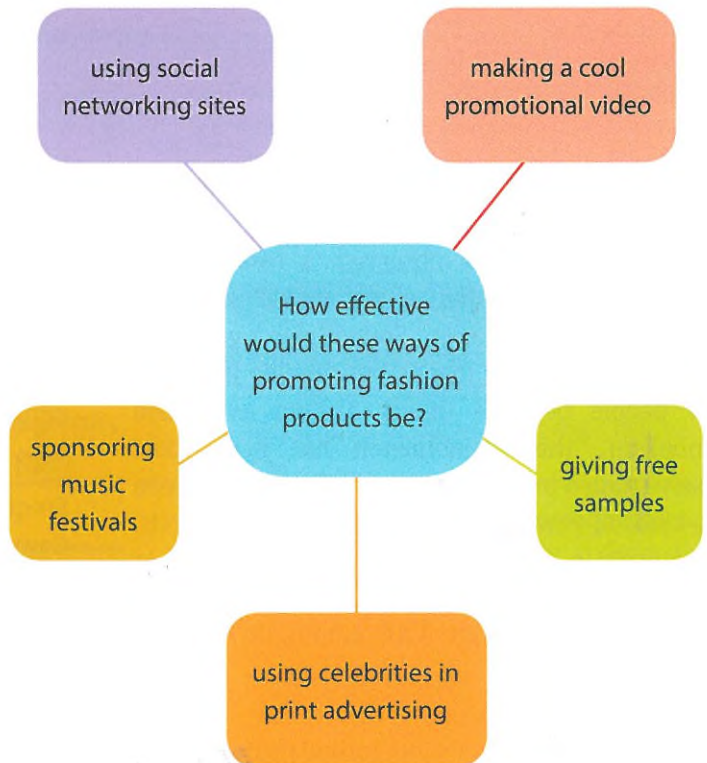 using social
networking sites
making a cool
promotional video
How effective
would these ways of
promoting fashion
products be?
sponsoring
music
festivals
giving free
samples
using celebrities in
print advertising